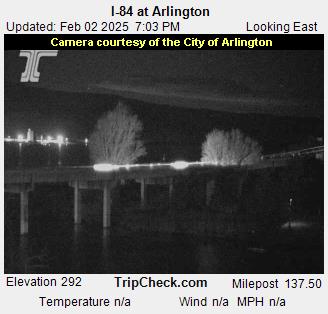 I-84 at Arlington
Updated: Feb 02 2025 7:03 PM Looking East
Camera courtesy of the City of Arlington
Elevation 292 TripCheck.com Milepost 137.50
Temperature n/a Wind n/a MPH n/a